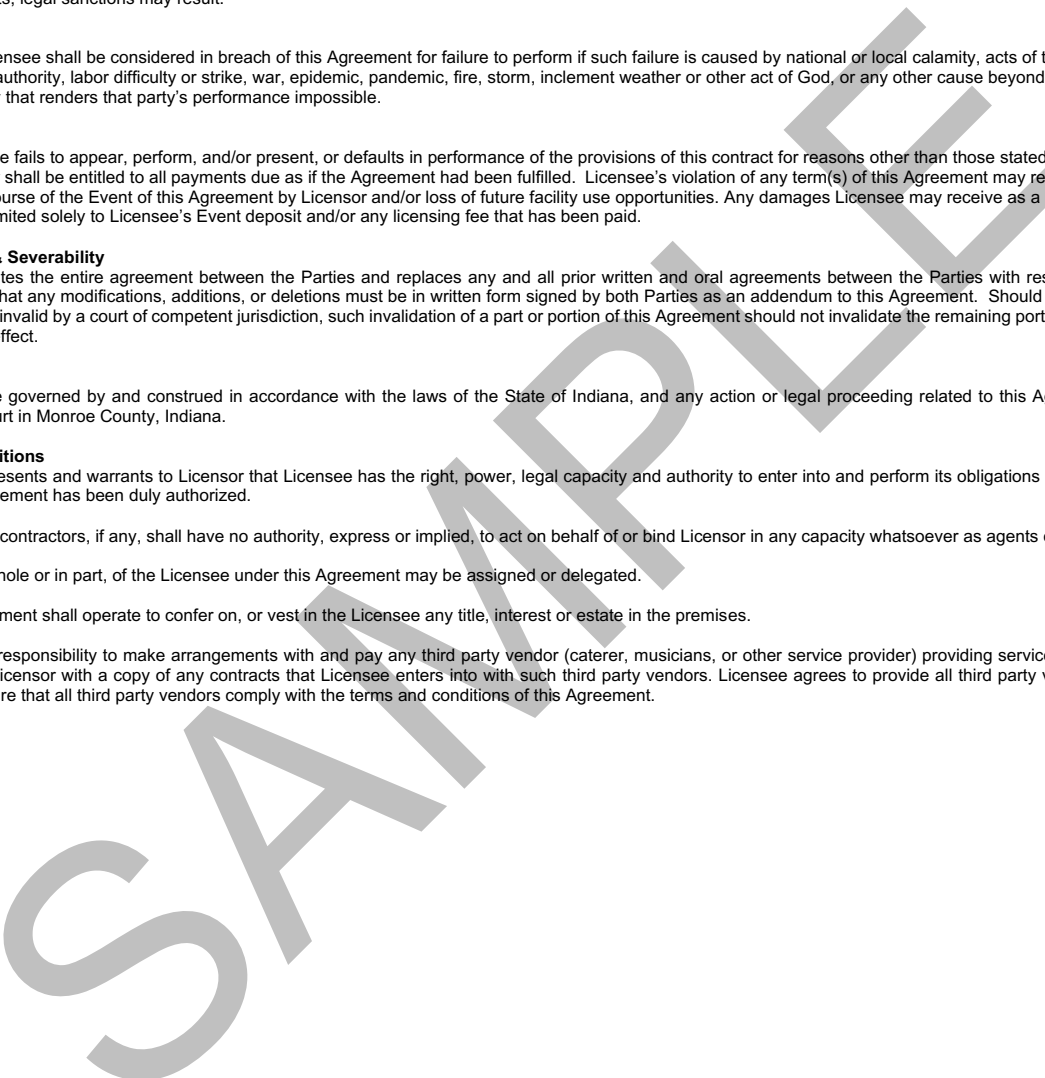 ts, legal sanctions may result.
ensee shall be considered in breach of this Agreement for failure to perform if such failure is caused by national or local calamity, acts of t
authority, labor difficulty or strike, war, epidemic, pandemic, fire, storm, inclement weather or other act of God, or any other cause beyond
that renders that party's performance impossible.
e fails to appear, perform, and/or present, or defaults in performance of the provisions of this contract for reasons other than those stated
shall be entitled to all payments due as if the Agreement had been fulfilled. Licensee's violation of any term(s) of this Agreement may re
ourse of the Event of this Agreement by Licensor and/or loss of future facility use opportunities. Any damages Licensee may receive as a
mited solely to Licensee's Event deposit and/or any licensing fee that has been paid.
& Severability
tes the entire agreement between the Parties and replaces any and all prior written and oral agreements between the Parties with res
hat any modifications, additions, or deletions must be in written form signed by both Parties as an addendum to this Agreement. Should
invalid by a court of competent jurisdiction, such invalidation of a part or portion of this Agreement should not invalidate the remaining port
ffect.
e governed by and construed in accordance with the laws of the State of Indiana, and any action or legal proceeding related to this A
urt in Monroe County, Indiana.
itions
esents and warrants to Licensor that Licensee has the right, power, legal capacity and authority to enter into and perform its obligations
eement has been duly authorized.
contractors, if any, shall have no authority, express or implied, to act on behalf of or bind Licensor in any capacity whatsoever as agents
hole or in part, of the Licensee under this Agreement may be assigned or delegated.
ment shall operate to confer on, or vest in the Licensee any title, interest or estate in the premises.
responsibility to make arrangements with and pay any third party vendor (caterer, musicians, or other service provider) providing servic
icensor with a copy of any contracts that Licensee enters into with such third party vendors. Licensee agrees to provide all third party v
re that all third party vendors comply with the terms and conditions of this Agreement.
SAMPLE